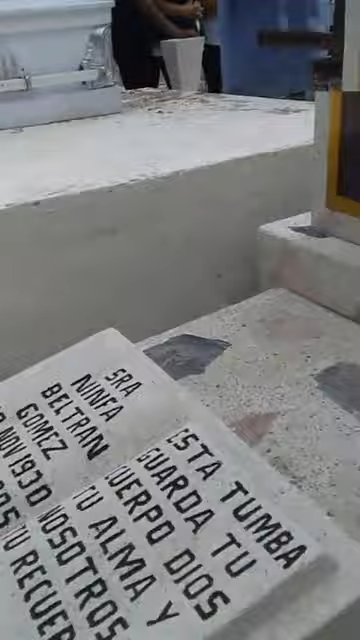 SRA
NINFA
BELTRAN
GOMEZ
NOV 1930
ESTA TUMBA
GUARDA TU
CUERPO DIOS
TU ALMA Y
NOSOTROS
TU RECUER